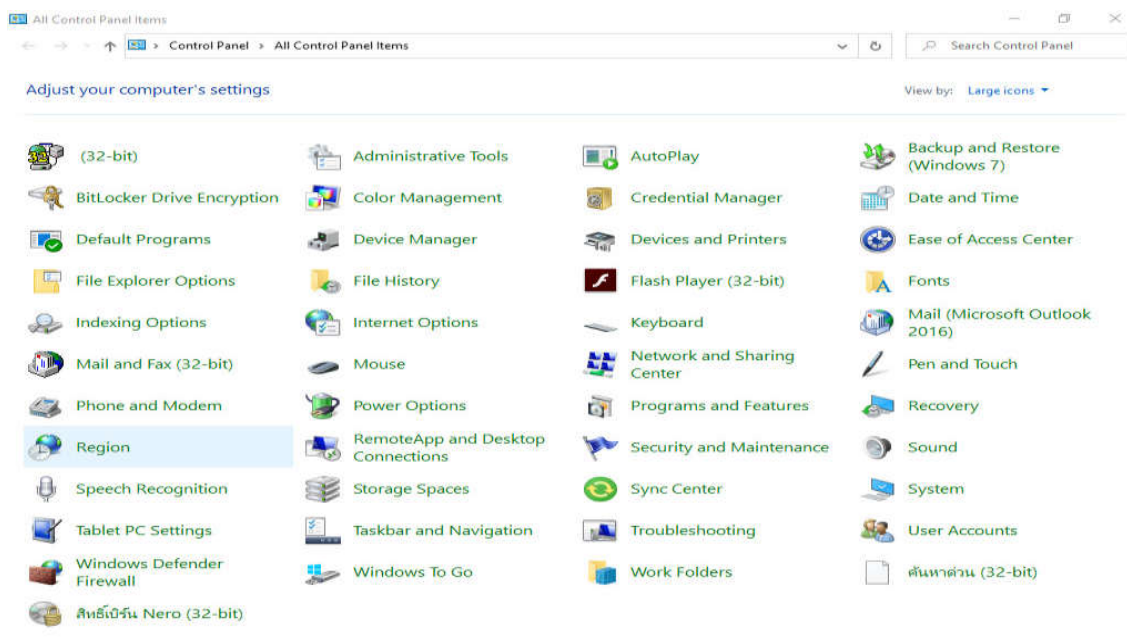 All Control Panel Items
Control Panel > All Control Panel Items
Search Control Panel
Adjust your computer's settings
View by: Large icons
(32-bit)
Administrative Tools
AutoPlay
Backup and Restore
(Windows 7)
BitLocker Drive Encryption
Color Management
Credential Manager
Date and Time
Default Programs
Device Manager
Devices and Printers
Ease of Access Center
File Explorer Options
File History
Flash Player (32-bit)
Fonts
Indexing Options
Internet Options
Keyboard
Mail (Microsoft Outlook
2016)
Mail and Fax (32-bit)
Mouse
Network and Sharing
Center
Pen and Touch
Phone and Modem
Power Options
Programs and Features
Recovery
Region
RemoteApp and Desktop
Connections
Security and Maintenance
Sound
Speech Recognition
Storage Spaces
Sync Center
System
Tablet PC Settings
Taskbar and Navigation
Troubleshooting
User Accounts
Windows Defender
Firewall
Windows To Go
Work Folders
ค้นหาด่วน (32-bit)
สิทธิ์เบิร์น Nero (32-bit)